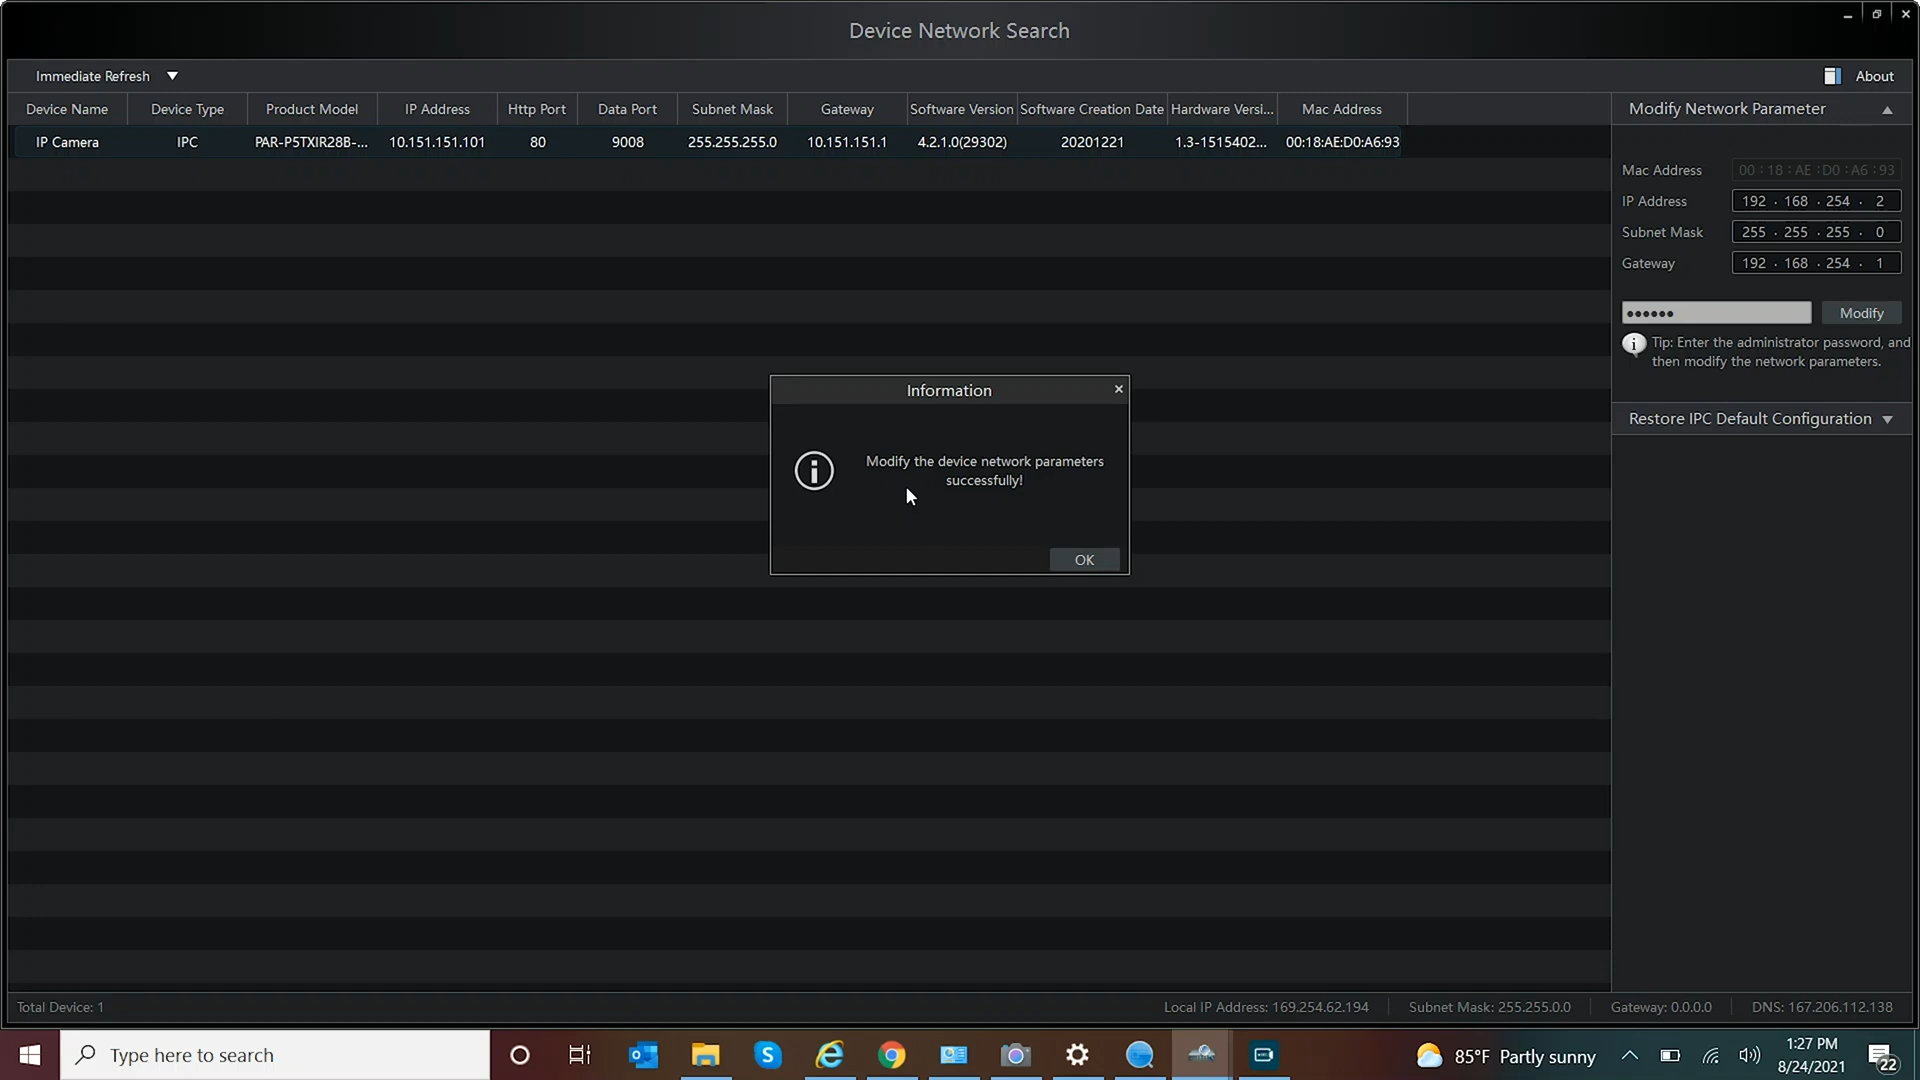 Device Network Search
Immediate Refresh
About
Device Name Device Type Product Model IP Address Http Port Data Port Subnet Mask Gateway Software Version Software Creation Date Hardware Versi... Mac Address
IP Camera IPC PAR-P5TXIR28B-... 10.151.151.101 80 9008 255.255.255.0 10.151.151.1 4.2.1.0(29302) 20201221 1.3-1515402... 00:18:AE:D0:A6:93
Modify Network Parameter
Mac Address 00 : 18 : AE : D0 : A6 : 93
IP Address 192 . 168 . 254 . 2
Subnet Mask 255 . 255 . 255 . 0
Gateway 192 . 168 . 254 . 1
●●●●●● Modify
Tip: Enter the administrator password, and
then modify the network parameters.
Restore IPC Default Configuration
Information
Modify the device network parameters
successfully!
OK
Total Device: 1
Local IP Address: 169.254.62.194 Subnet Mask: 255.255.0.0 Gateway: 0.0.0.0 DNS: 167.206.112.138
Type here to search
85°F Partly sunny
1:27 PM
8/24/2021
22